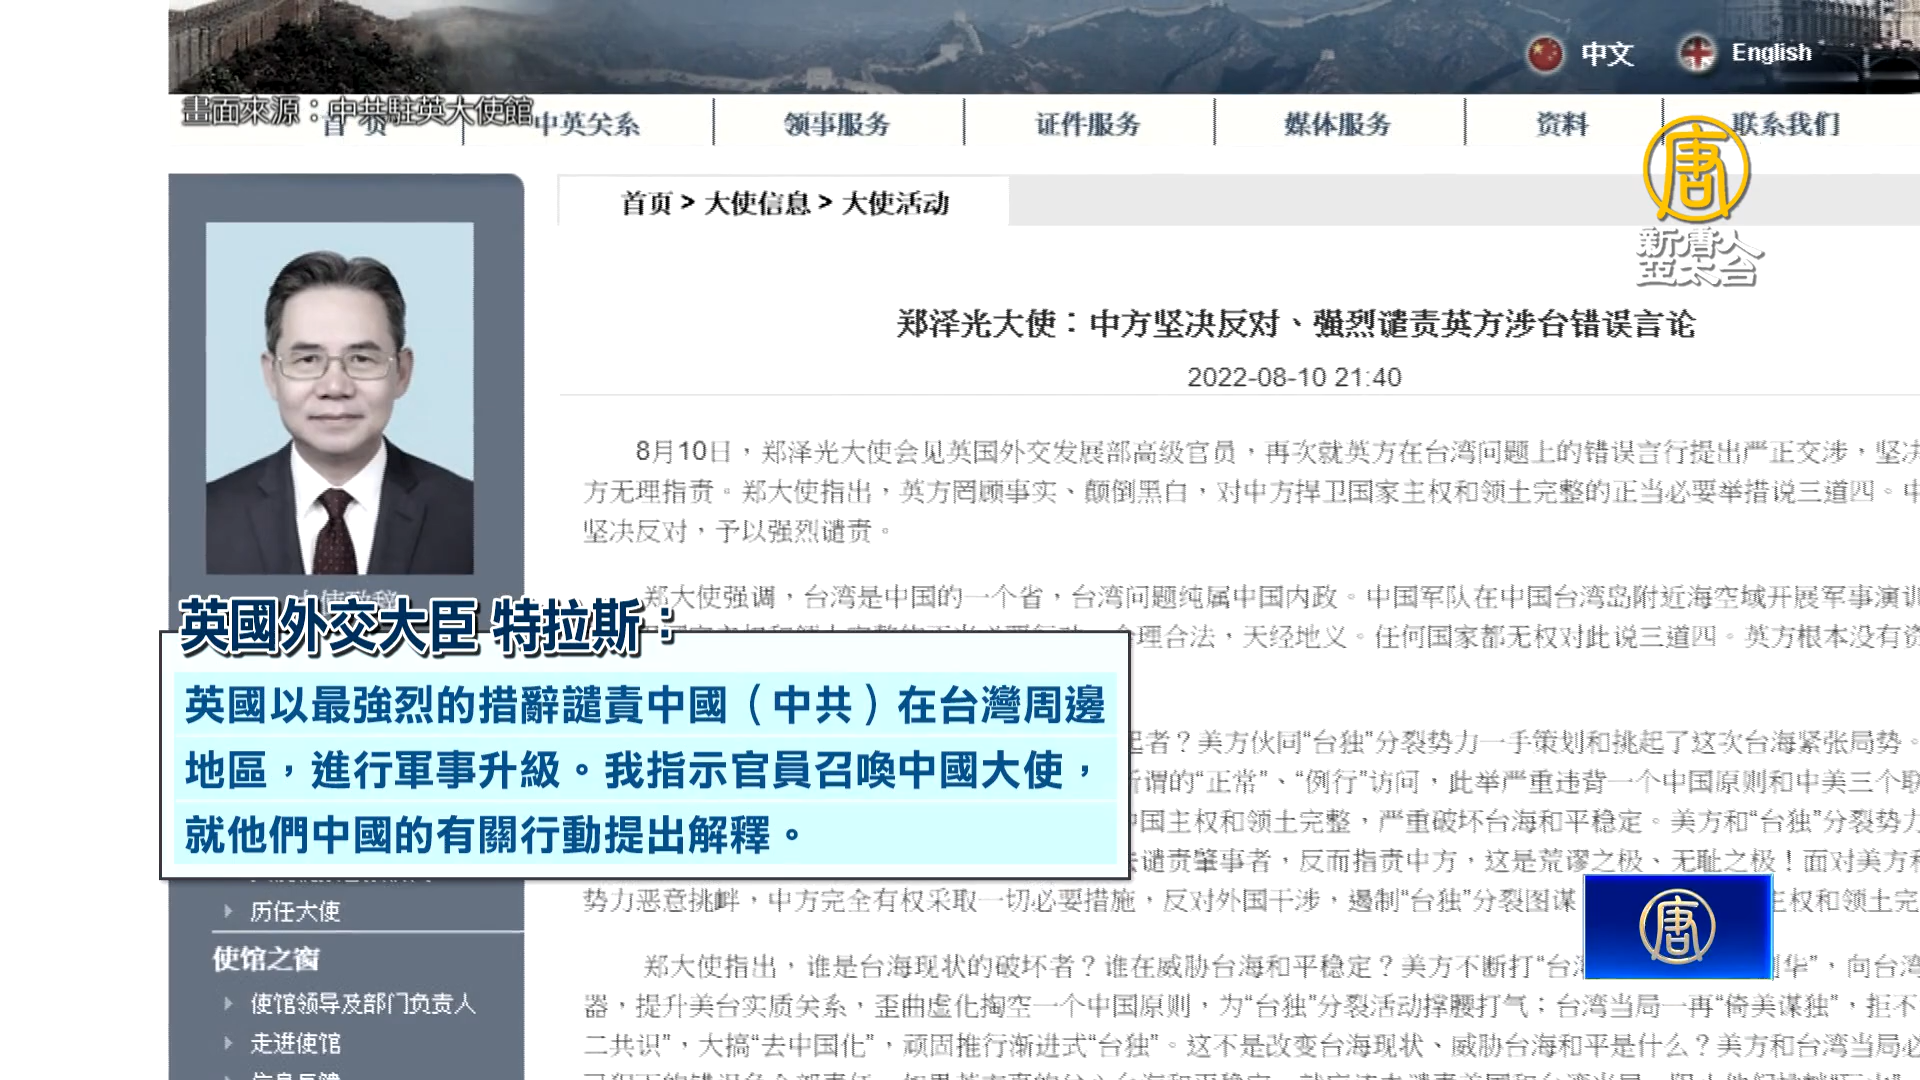 中文
English
畫面來源：中共駐英大使館
首页
中英关系
领事服务
证件服务
媒体服务
资料
联系我们
唐
新唐人
亞太台
首页 > 大使信息 > 大使活动
郑泽光大使：中方坚决反对、强烈谴责英方涉台错误言论
2022-08-10 21:40
8月10日，郑泽光大使会见英国外交发展部高级官员，再次就英方在台湾问题上的错误言行提出严正交涉，坚决
方无理指责。郑大使指出，英方罔顾事实、颠倒黑白，对中方捍卫国家主权和领土完整的正当必要举措说三道四。中
坚决反对，予以强烈谴责。
郑大使强调，台湾是中国的一个省，台湾问题纯属中国内政。中国军队在中国台湾岛附近海空域开展军事演训
合理合法，天经地义。任何国家都无权对此说三道四。英方根本没有资
英國外交大臣 特拉斯：
英國以最強烈的措辭譴責中國（中共）在台灣周邊
地區，進行軍事升級。我指示官員召喚中國大使，
就他們中國的有關行動提出解釋。
起者？美方伙同“台独”分裂势力一手策划和挑起了这次台海紧张局势。
所谓的“正常”、“例行”访问，此举严重违背一个中国原则和中美三个联
中国主权和领土完整，严重破坏台海和平稳定。美方和“台独”分裂势力
谴责肇事者，反而指责中方，这是荒谬之极、无耻之极！面对美方和
势力恶意挑衅，中方完全有权采取一切必要措施，反对外国干涉，遏制“台独”分裂图谋
主权和领土完
唐
历任大使
使馆之窗
使馆领导及部门负责人
走进使馆
信息反馈
郑大使指出，谁是台海现状的破坏者？谁在威胁台海和平稳定？美方不断打“台
制华”，向台湾
器，提升美台实质关系，歪曲虚化掏空一个中国原则，为“台独”分裂活动撑腰打气；台湾当局一再“倚美谋独”，拒不
二共识”，大搞“去中国化”，顽固推行渐进式“台独”。这不是改变台海现状、威胁台海和平是什么？美方和台湾当局必